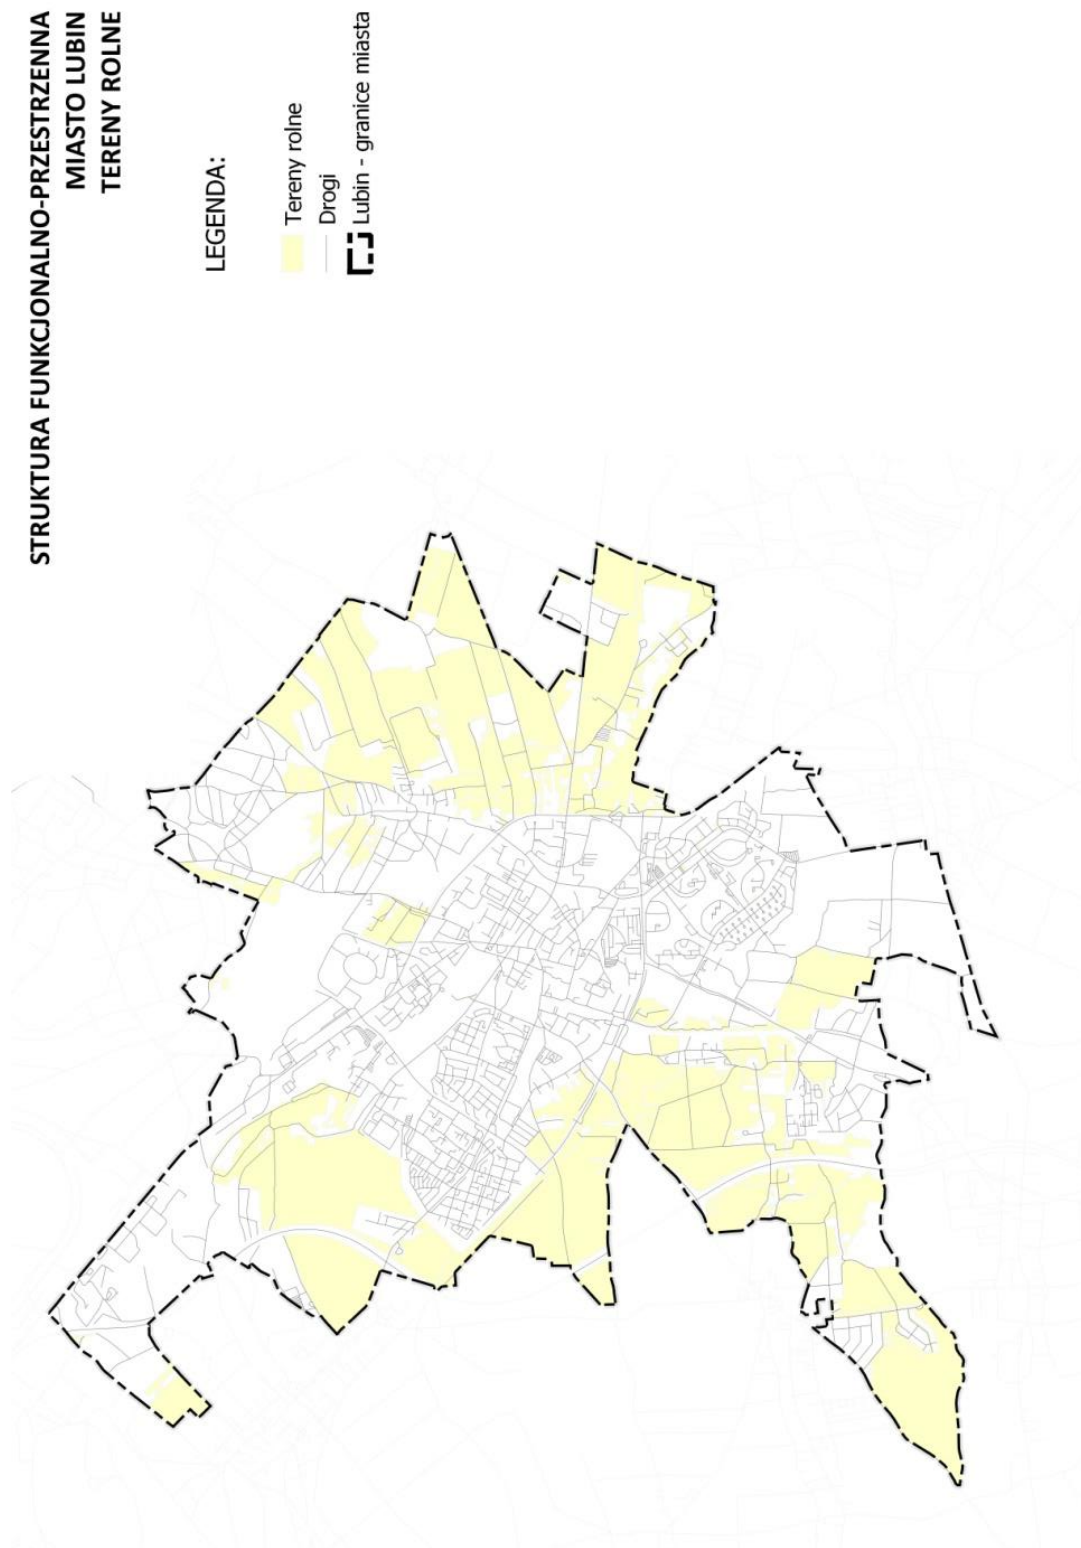 STRUKTURA FUNKCJONALNO-PRZESTRZENNA
MIASTO LUBIN
TERENY ROLNE
LEGENDA:
Tereny rolne
Drogi
Lubin - granice miasta